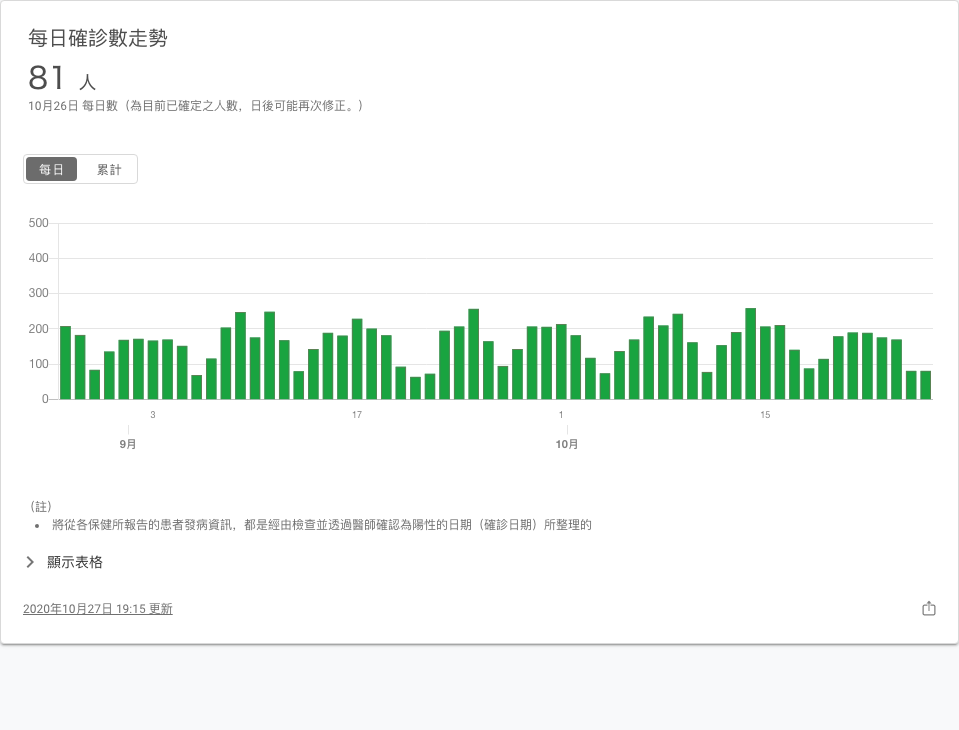 每日確診數走勢
81 人
10月26日 每日數（為目前已確定之人數，日後可能再次修正。）
每日 累計
500
400
300
200
100
0
3 17 1 15
9月 10月
（註）
• 將從各保健所報告的患者發病資訊，都是經由檢查並透過醫師確認為陽性的日期（確診日期）所整理的
顯示表格
2020年10月27日 19:15 更新